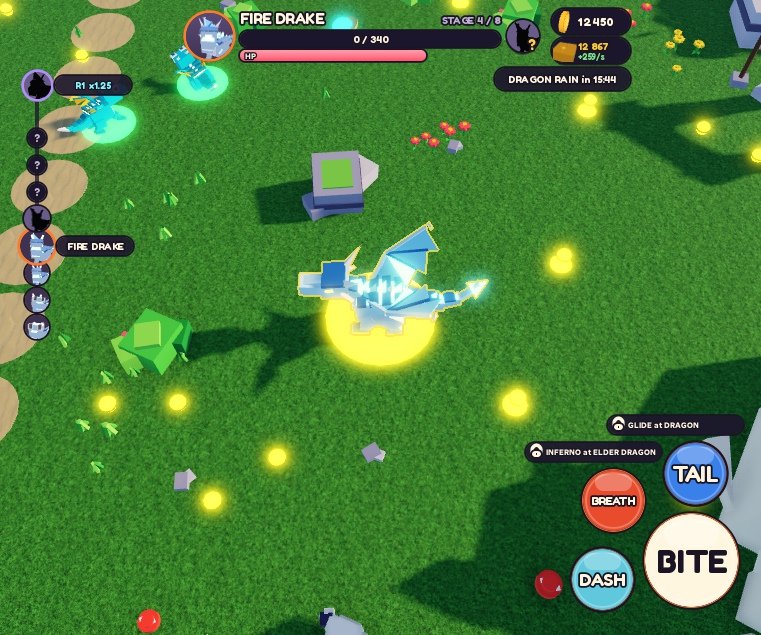 FIRE DRAKE
STAGE 4 / 8
0 / 340
HP
?
12 450
12 867
+259/s
DRAGON RAIN in 15:44
R1 x1.25
?
?
?
FIRE DRAKE
GLIDE at DRAGON
INFERNO at ELDER DRAGON
TAIL
BREATH
BITE
DASH